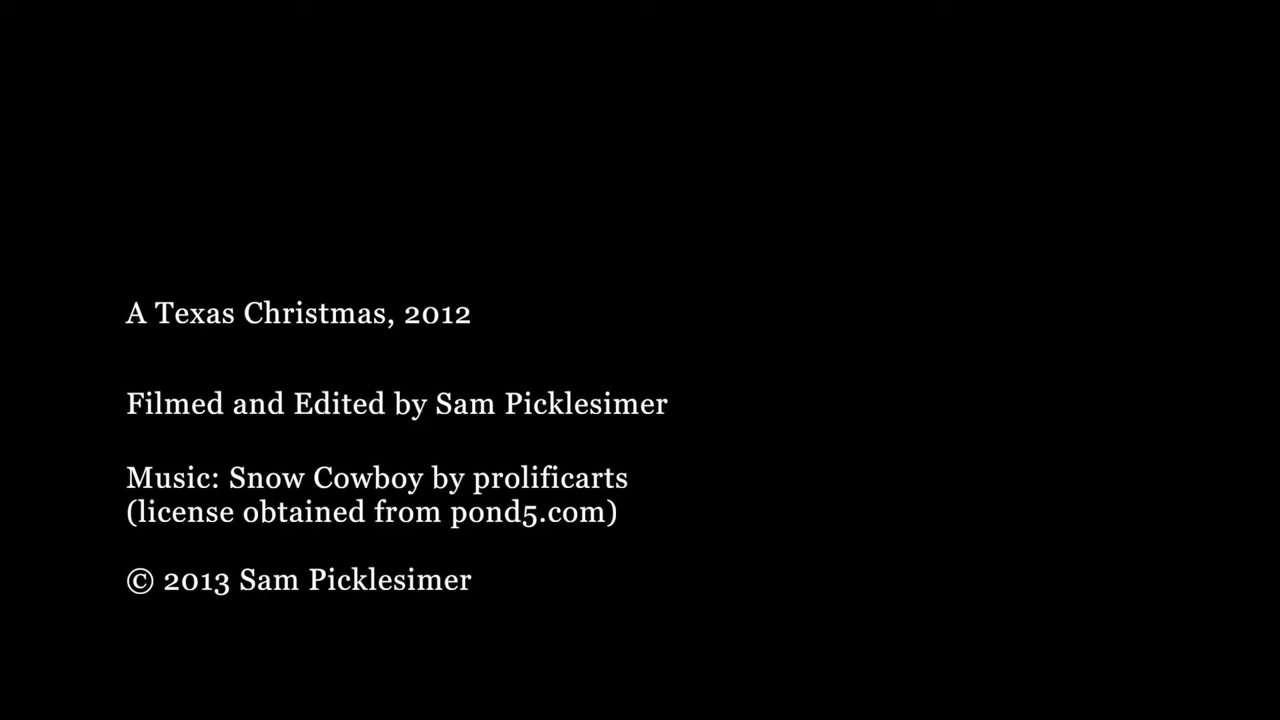 A Texas Christmas, 2012
Filmed and Edited by Sam Picklesimer
Music: Snow Cowboy by prolificarts
(license obtained from pond5.com)
© 2013 Sam Picklesimer